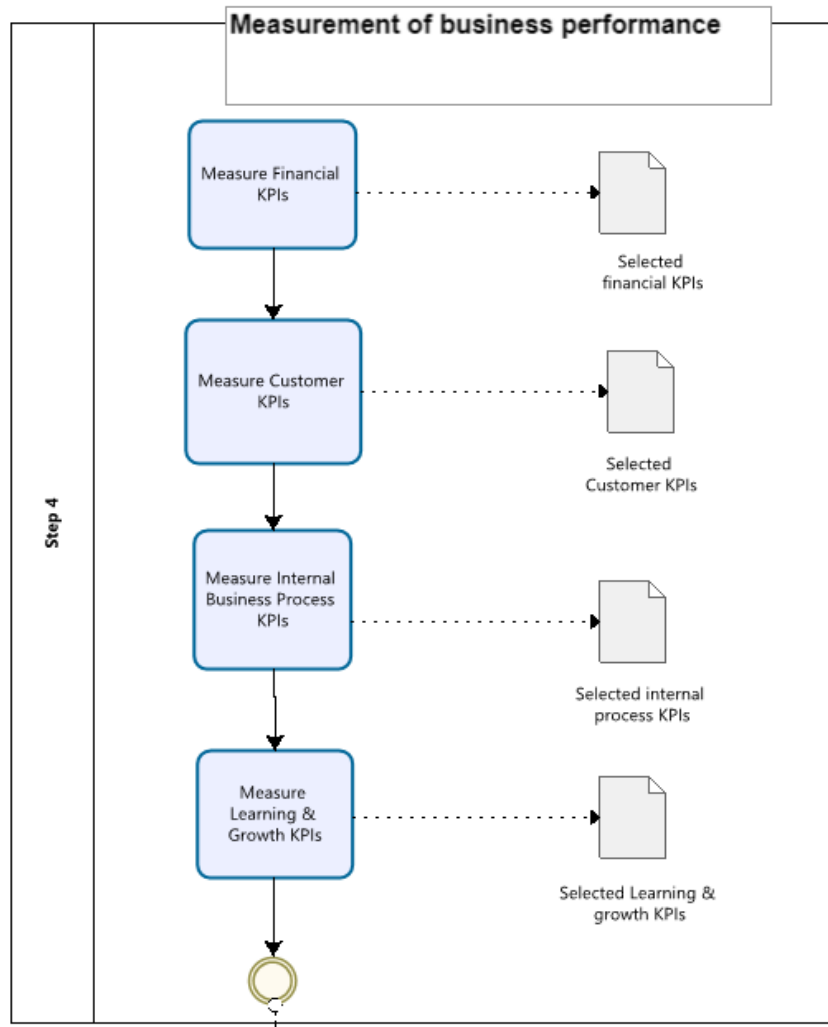 Measurement of business performance
Measure Financial
KPIs
Selected
financial KPIs
Measure Customer
KPIs
Selected
Customer KPIs
Step 4
Measure Internal
Business Process
KPIs
Selected internal
process KPIs
Measure
Learning &
Growth KPIs
Selected Learning &
growth KPIs